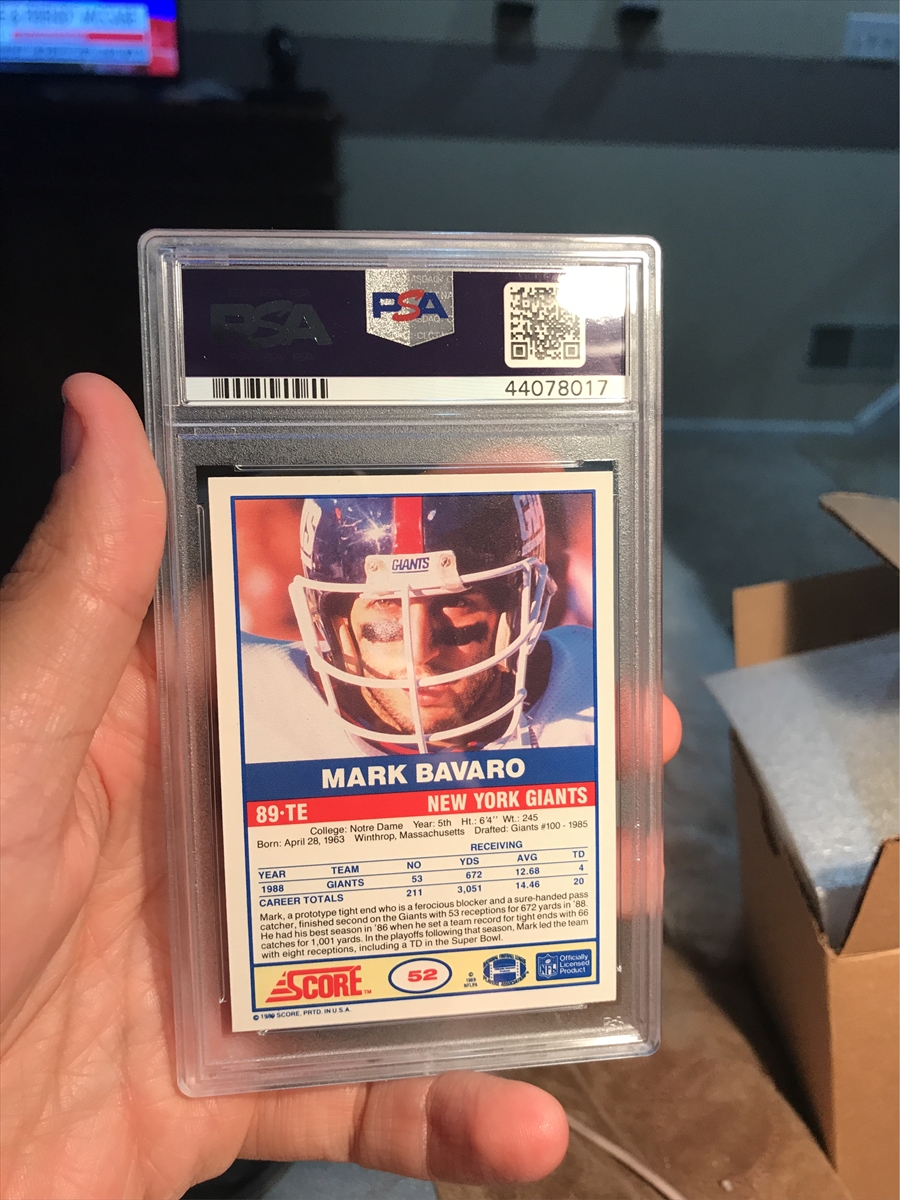 PSA
PSA
44078017
GIANTS
MARK BAVARO
89·TE NEW YORK GIANTS
College: Notre Dame Year: 5th Ht.: 6'4'' Wt.: 245
Born: April 28, 1963 Winthrop, Massachusetts Drafted: Giants #100 - 1985
RECEIVING
YEAR TEAM NO YDS AVG TD
1988 GIANTS 53 672 12.68 4
CAREER TOTALS 211 3,051 14.46 20
Mark, a prototype tight end who is a ferocious blocker and a sure-handed pass
catcher, finished second on the Giants with 53 receptions for 672 yards in '88.
He had his best season in '86 when he set a team record for tight ends with 66
catches for 1,001 yards. In the playoffs following that season, Mark led the team
with eight receptions, including a TD in the Super Bowl.
SCORE™ 52
© 1989 NFLPA
NFL
Officially
Licensed
Product
© 1989 SCORE, PRTD. IN U.S.A.